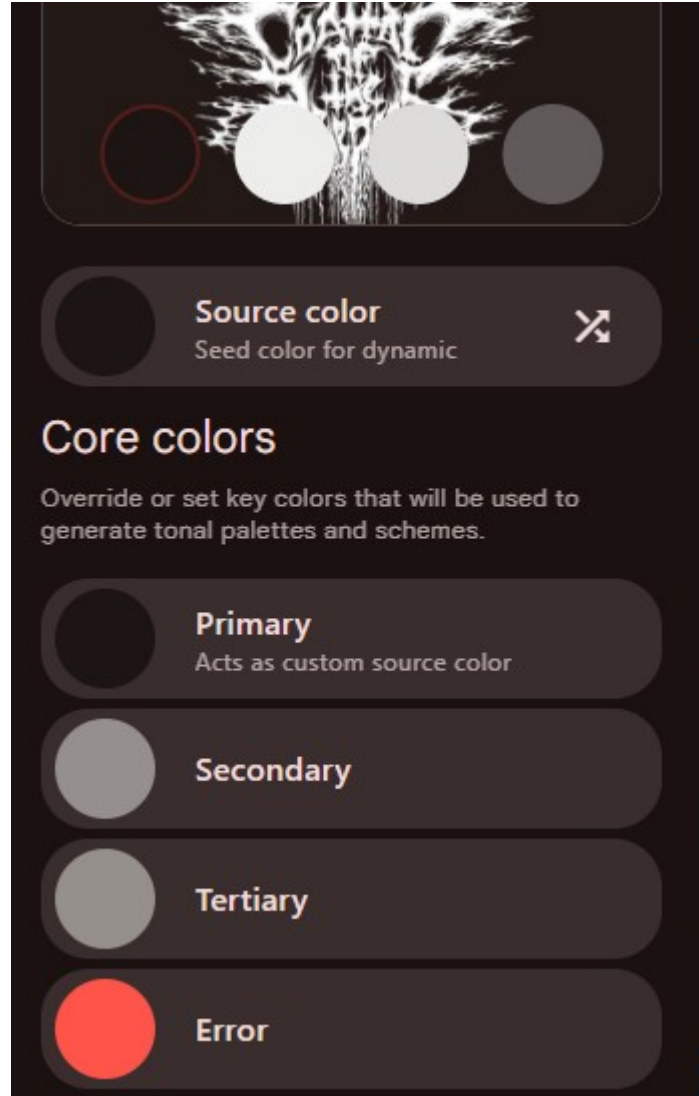 Source color
Seed color for dynamic
Core colors
Override or set key colors that will be used to
generate tonal palettes and schemes.
Primary
Acts as custom source color
Secondary
Tertiary
Error